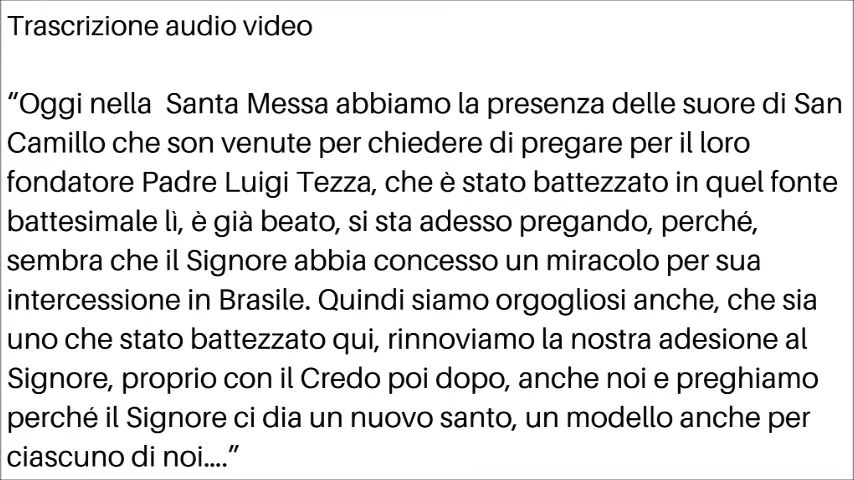 Trascrizione audio video
“Oggi nella  Santa Messa abbiamo la presenza delle suore di San
Camillo che son venute per chiedere di pregare per il loro
fondatore Padre Luigi Tezza, che è stato battezzato in quel fonte
battesimale lì, è già beato, si sta adesso pregando, perché,
sembra che il Signore abbia concesso un miracolo per sua
intercessione in Brasile. Quindi siamo orgogliosi anche, che sia
uno che stato battezzato qui, rinnoviamo la nostra adesione al
Signore, proprio con il Credo poi dopo, anche noi e preghiamo
perché il Signore ci dia un nuovo santo, un modello anche per
ciascuno di noi....”